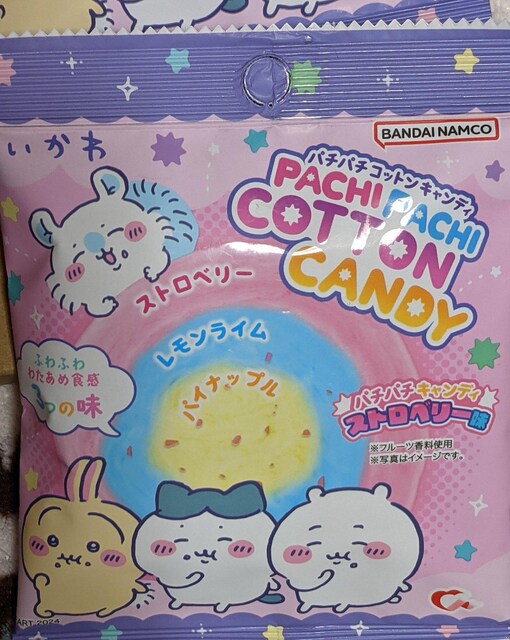 BANDAI NAMCO
いかわ
パチパチコットンキャンディ
PACHI PACHI
COTTON
CANDY
ストロベリー
レモンライム
パイナップル
ふわふわ
わたあめ食感
3つの味
パチパチキャンディ
ストロベリー味
※フルーツ香料使用
※写真はイメージです。
ART 2024